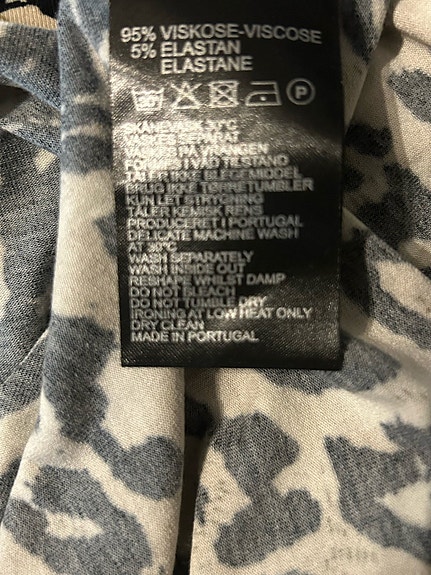 95% VISKOSE-VISCOSE
5% ELASTAN
ELASTANE
30 P
SKÅNEVASK 30°C
VASKES SEPARAT
VASKES PÅ VRANGEN
FORMES I VÅD TILSTAND
TÅLER IKKE BLEGEMIDDEL
BRUG IKKE TØRRETUMBLER
KUN LET STRYGNING
TÅLER KEMISK RENS
PRODUCERET I PORTUGAL
DELICATE MACHINE WASH
AT 30°C
WASH SEPARATELY
WASH INSIDE OUT
RESHAPE WHILST DAMP
DO NOT BLEACH
DO NOT TUMBLE DRY
IRONING AT LOW HEAT ONLY
DRY CLEAN
MADE IN PORTUGAL